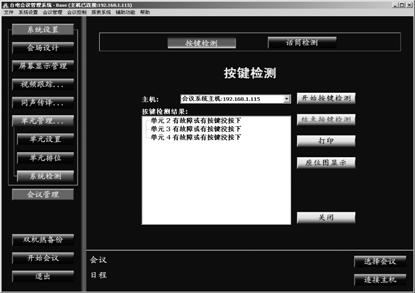 台电会议管理系统 - Base (主机已连接:192.168.1.115)
文件 系统设置 会议管理 会议控制 报表系统 辅助功能 帮助
系统设置
会场设计
屏幕显示管理
视频跟踪...
同声传译...
单元管理...
单元设置
单元排位
系统检测
会议管理
双机热备份
开始会议
退出
按键检测
话筒检测
按键检测
主机:
会议系统主机:192.168.1.115
按键检测结果:
单元 2 有故障或有按键没按下
单元 3 有故障或有按键没按下
单元 4 有故障或有按键没按下
开始按键检测
结束按键检测
打印
座位图显示
关闭
会议
日程
选择会议
连接主机